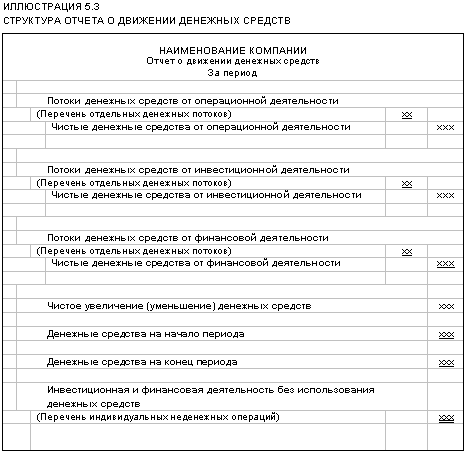 ИЛЛЮСТРАЦИЯ 5.3
СТРУКТУРА ОТЧЕТА О ДВИЖЕНИИ ДЕНЕЖНЫХ СРЕДСТВ
НАИМЕНОВАНИЕ КОМПАНИИ
Отчет о движении денежных средств
За период
Потоки денежных средств от операционной деятельности
(Перечень отдельных денежных потоков) xx
Чистые денежные средства от операционной деятельности xxx
Потоки денежных средств от инвестиционной деятельности
(Перечень отдельных денежных потоков) xx
Чистые денежные средства от инвестиционной деятельности xxx
Потоки денежных средств от финансовой деятельности
(Перечень отдельных денежных потоков) xx
Чистые денежные средства от финансовой деятельности xxx
Чистое увеличение (уменьшение) денежных средств xxx
Денежные средства на начало периода xxx
Денежные средства на конец периода xxx
Инвестиционная и финансовая деятельность без использования
денежных средств
(Перечень индивидуальных неденежных операций) xxx